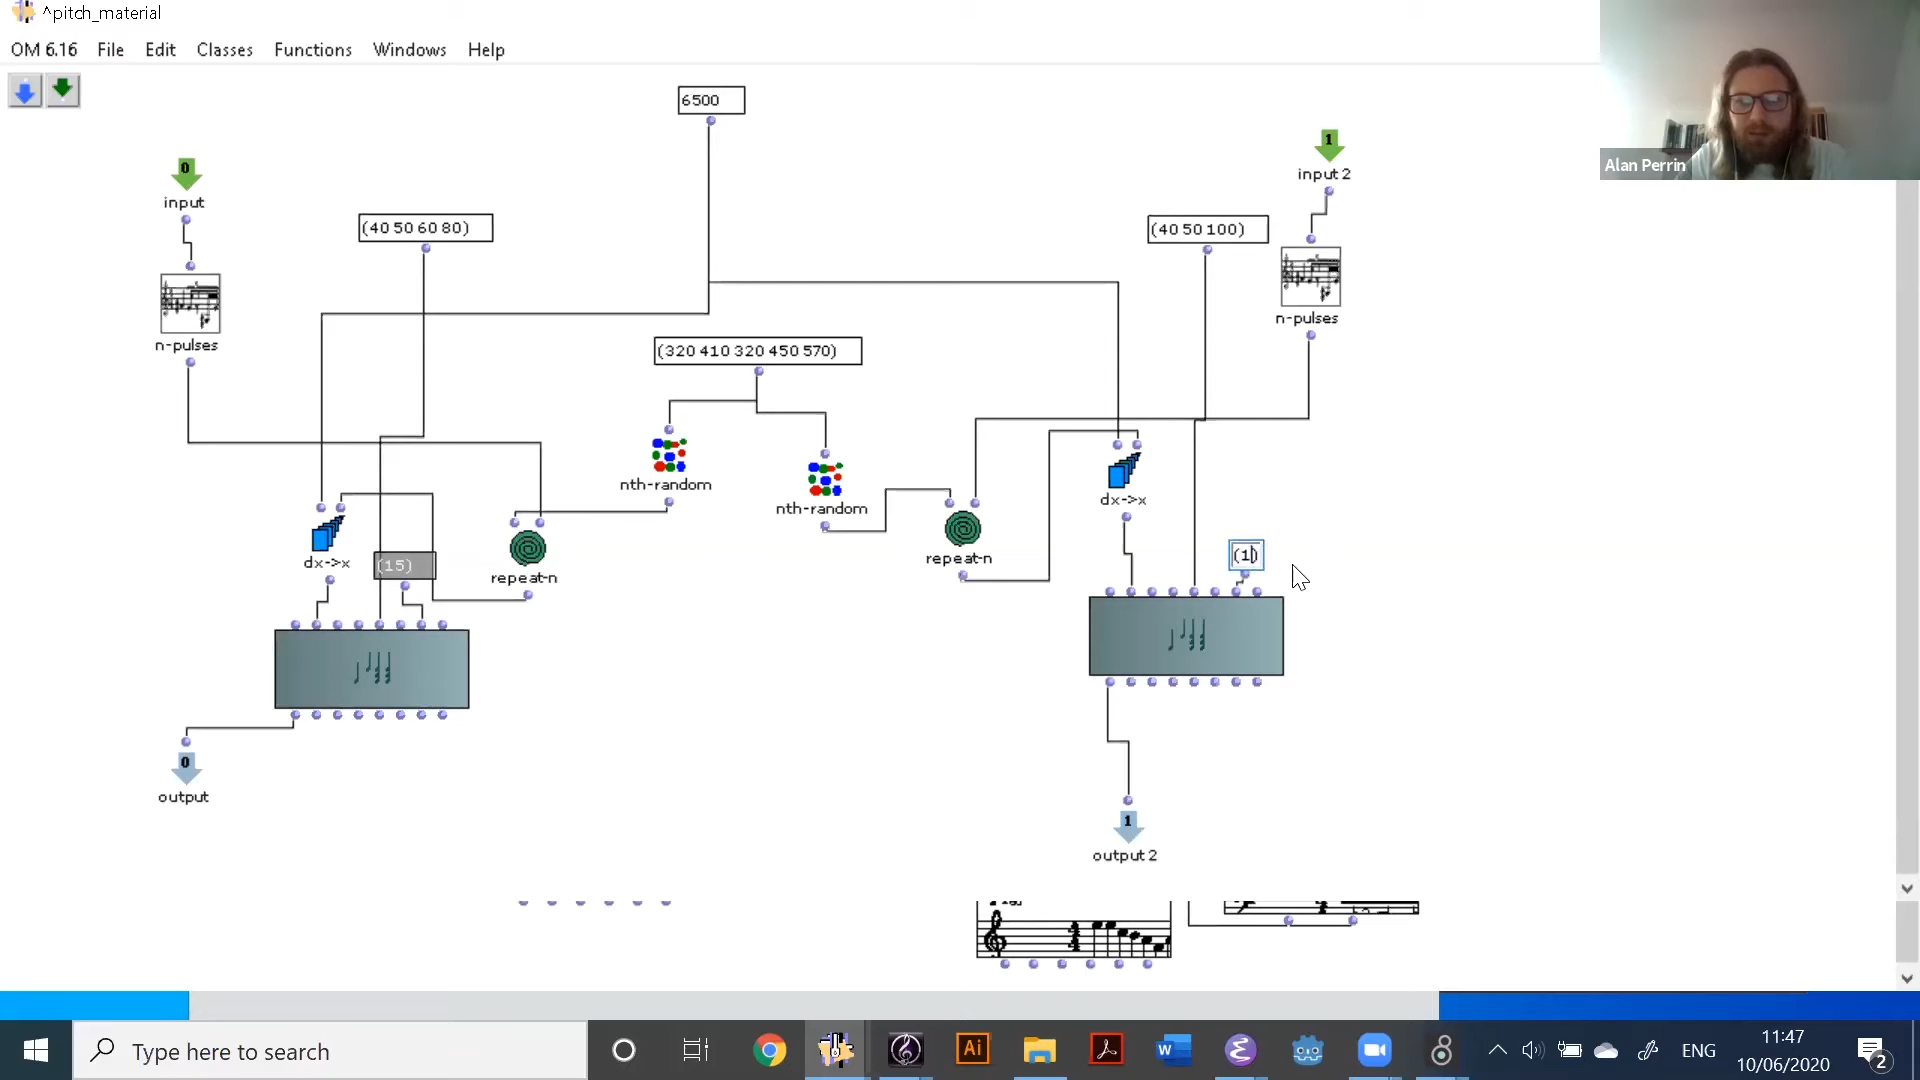 ^pitch_material
OM 6.16 File Edit Classes Functions Windows Help
6500
1
input 2
Alan Perrin
0
input
(40 50 60 80)
(40 50 100)
n-pulses
n-pulses
(320 410 320 450 570)
nth-random
nth-random
dx->x
dx->x
(15)
repeat-n
repeat-n
(1)
0
output
1
output 2
Type here to search
Ai
W
ENG
11:47
10/06/2020
2